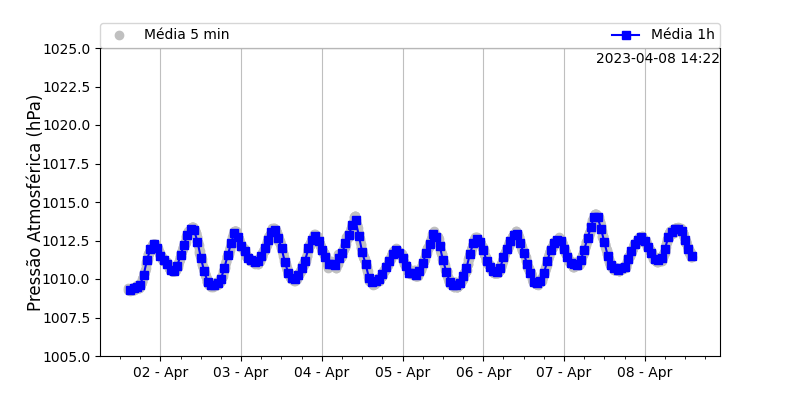 Média 5 min
Média 1h
2023-04-08 14:22
Pressão Atmosférica (hPa)
1025.0
1022.5
1020.0
1017.5
1015.0
1012.5
1010.0
1007.5
1005.0
02 - Apr
03 - Apr
04 - Apr
05 - Apr
06 - Apr
07 - Apr
08 - Apr